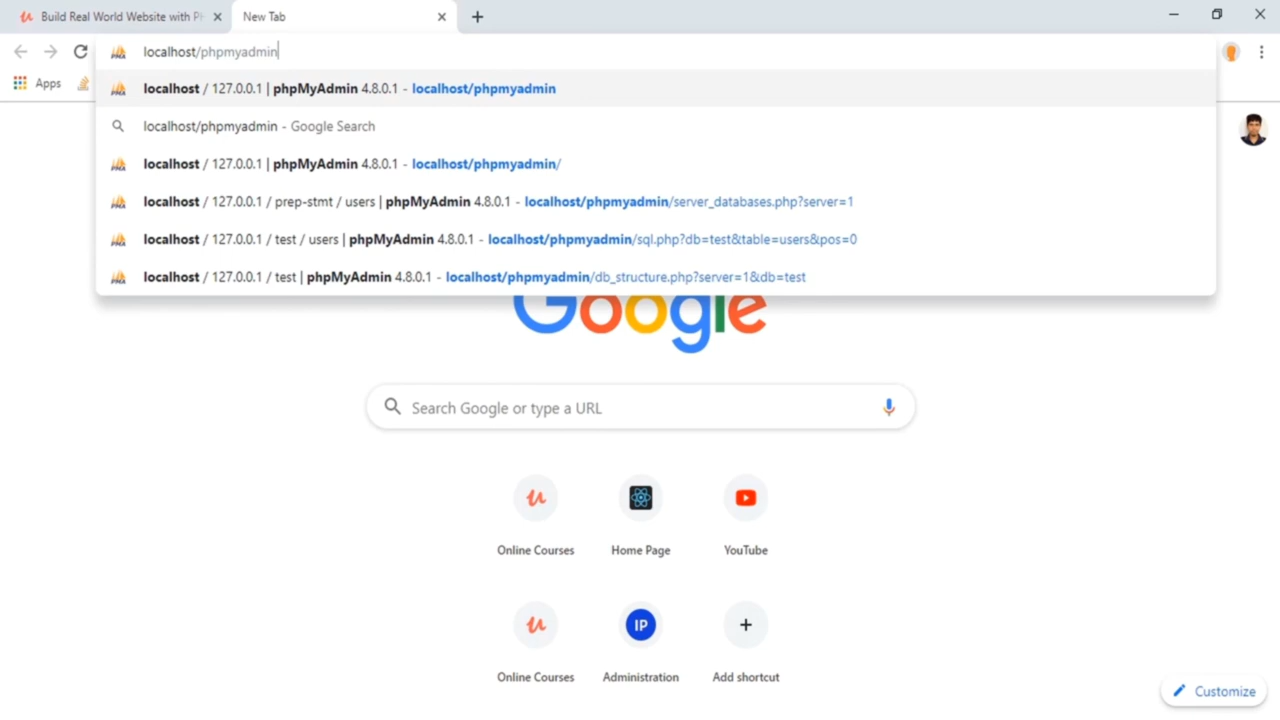 Build Real World Website with P
New Tab
localhost/phpmyadmin
Apps
localhost / 127.0.0.1 | phpMyAdmin 4.8.0.1 - localhost/phpmyadmin
localhost/phpmyadmin - Google Search
localhost / 127.0.0.1 | phpMyAdmin 4.8.0.1 - localhost/phpmyadmin/
localhost / 127.0.0.1 / prep-stmt / users | phpMyAdmin 4.8.0.1 - localhost/phpmyadmin/server_databases.php?server=1
localhost / 127.0.0.1 / test / users | phpMyAdmin 4.8.0.1 - localhost/phpmyadmin/sql.php?db=test&table=users&pos=0
localhost / 127.0.0.1 / test | phpMyAdmin 4.8.0.1 - localhost/phpmyadmin/db_structure.php?server=1&db=test
Google
Search Google or type a URL
Online Courses
Home Page
YouTube
IP
Online Courses
Administration
Add shortcut
Customize